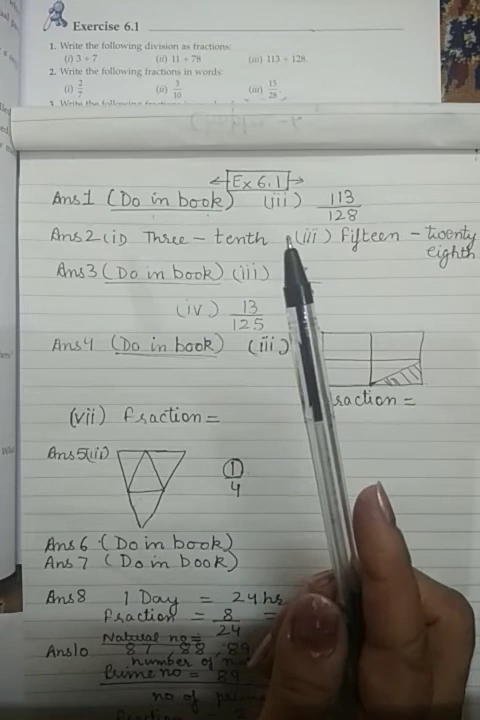 Exercise 6.1
1. Write the following division as fractions:
(i) 3 ÷ 7 (ii) 11 ÷ 78 (iii) 113 ÷ 128.
2. Write the following fractions in words:
(i) 2/7 (ii) 3/10 (iii) 15/28
3. Write the following
Ex 6.1
Ans1 (Do in book) (iii) 113/128
Ans2 (i) Three - tenth (iii) fifteen - twenty
eighth
Ans3 (Do in book) (iii)
(iv) 13/125
Ans4 (Do in book) (iii)
fraction =
(vii) fraction =
Ans5 (ii) 1/4
Ans6 (Do in book)
Ans7 (Do in book)
Ans8 1 Day = 24 hs
fraction = 8/24 =
Natural no =
Ans10 87, 88, 89
number of
Prime no = 89
no of